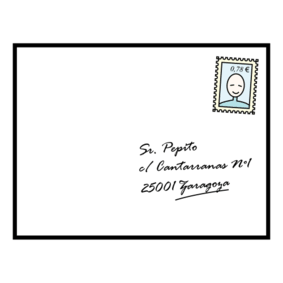 0,78 €
Sr. Pepito
c/ Cantarranas Nº1
25001 Zaragoza